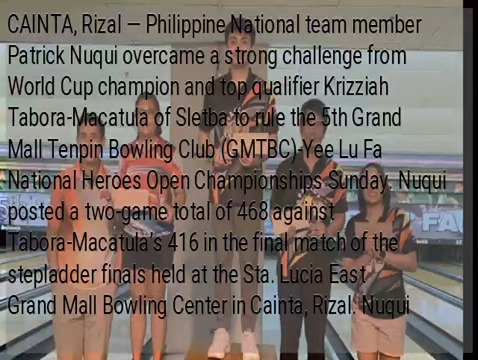 CAINTA, Rizal — Philippine National team member
Patrick Nuqui overcame a strong challenge from
World Cup champion and top qualifier Krizziah
Tabora-Macatula of Sletba to rule the 5th Grand
Mall Tenpin Bowling Club (GMTBC)-Yee Lu Fa
National Heroes Open Championships Sunday. Nuqui
posted a two-game total of 468 against
Tabora-Macatula's 416 in the final match of the
stepladder finals held at the Sta. Lucia East
Grand Mall Bowling Center in Cainta, Rizal. Nuqui